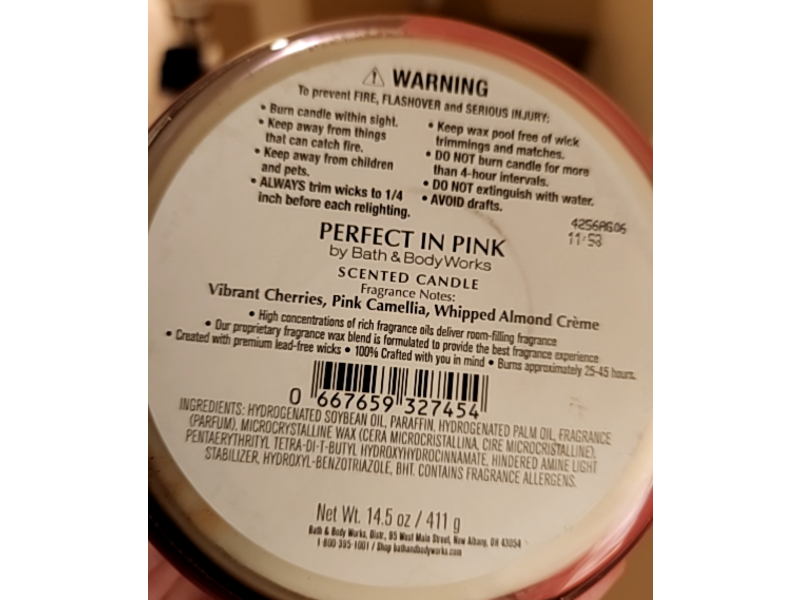 ⚠ WARNING
To prevent FIRE, FLASHOVER and SERIOUS INJURY:
• Burn candle within sight.
• Keep away from things
that can catch fire.
• Keep away from children
and pets.
• ALWAYS trim wicks to 1/4
inch before each relighting.
• Keep wax pool free of wick
trimmings and matches.
• DO NOT burn candle for more
than 4-hour intervals.
• DO NOT extinguish with water.
• AVOID drafts.
4256AG06
11:53
PERFECT IN PINK
by Bath & Body Works
SCENTED CANDLE
Fragrance Notes:
Vibrant Cherries, Pink Camellia, Whipped Almond Crème
• High concentrations of rich fragrance oils deliver room-filling fragrance
• Our proprietary fragrance wax blend is formulated to provide the best fragrance experience
• Created with premium lead-free wicks • 100% Crafted with you in mind • Burns approximately 25-45 hours.
0 667659 327454
INGREDIENTS: HYDROGENATED SOYBEAN OIL, PARAFFIN, HYDROGENATED PALM OIL, FRAGRANCE
(PARFUM), MICROCRYSTALLINE WAX (CERA MICROCRISTALLINA, CIRE MICROCRISTALLINE),
PENTAERYTHRITYL TETRA-DI-T-BUTYL HYDROXYHYDROCINNAMATE, HINDERED AMINE LIGHT
STABILIZER, HYDROXYL-BENZOTRIAZOLE, BHT. CONTAINS FRAGRANCE ALLERGENS.
Net Wt. 14.5 oz / 411 g
Bath & Body Works, Distr., 95 West Main Street, New Albany, OH 43054
1-800-395-1001 / Shop bathandbodyworks.com